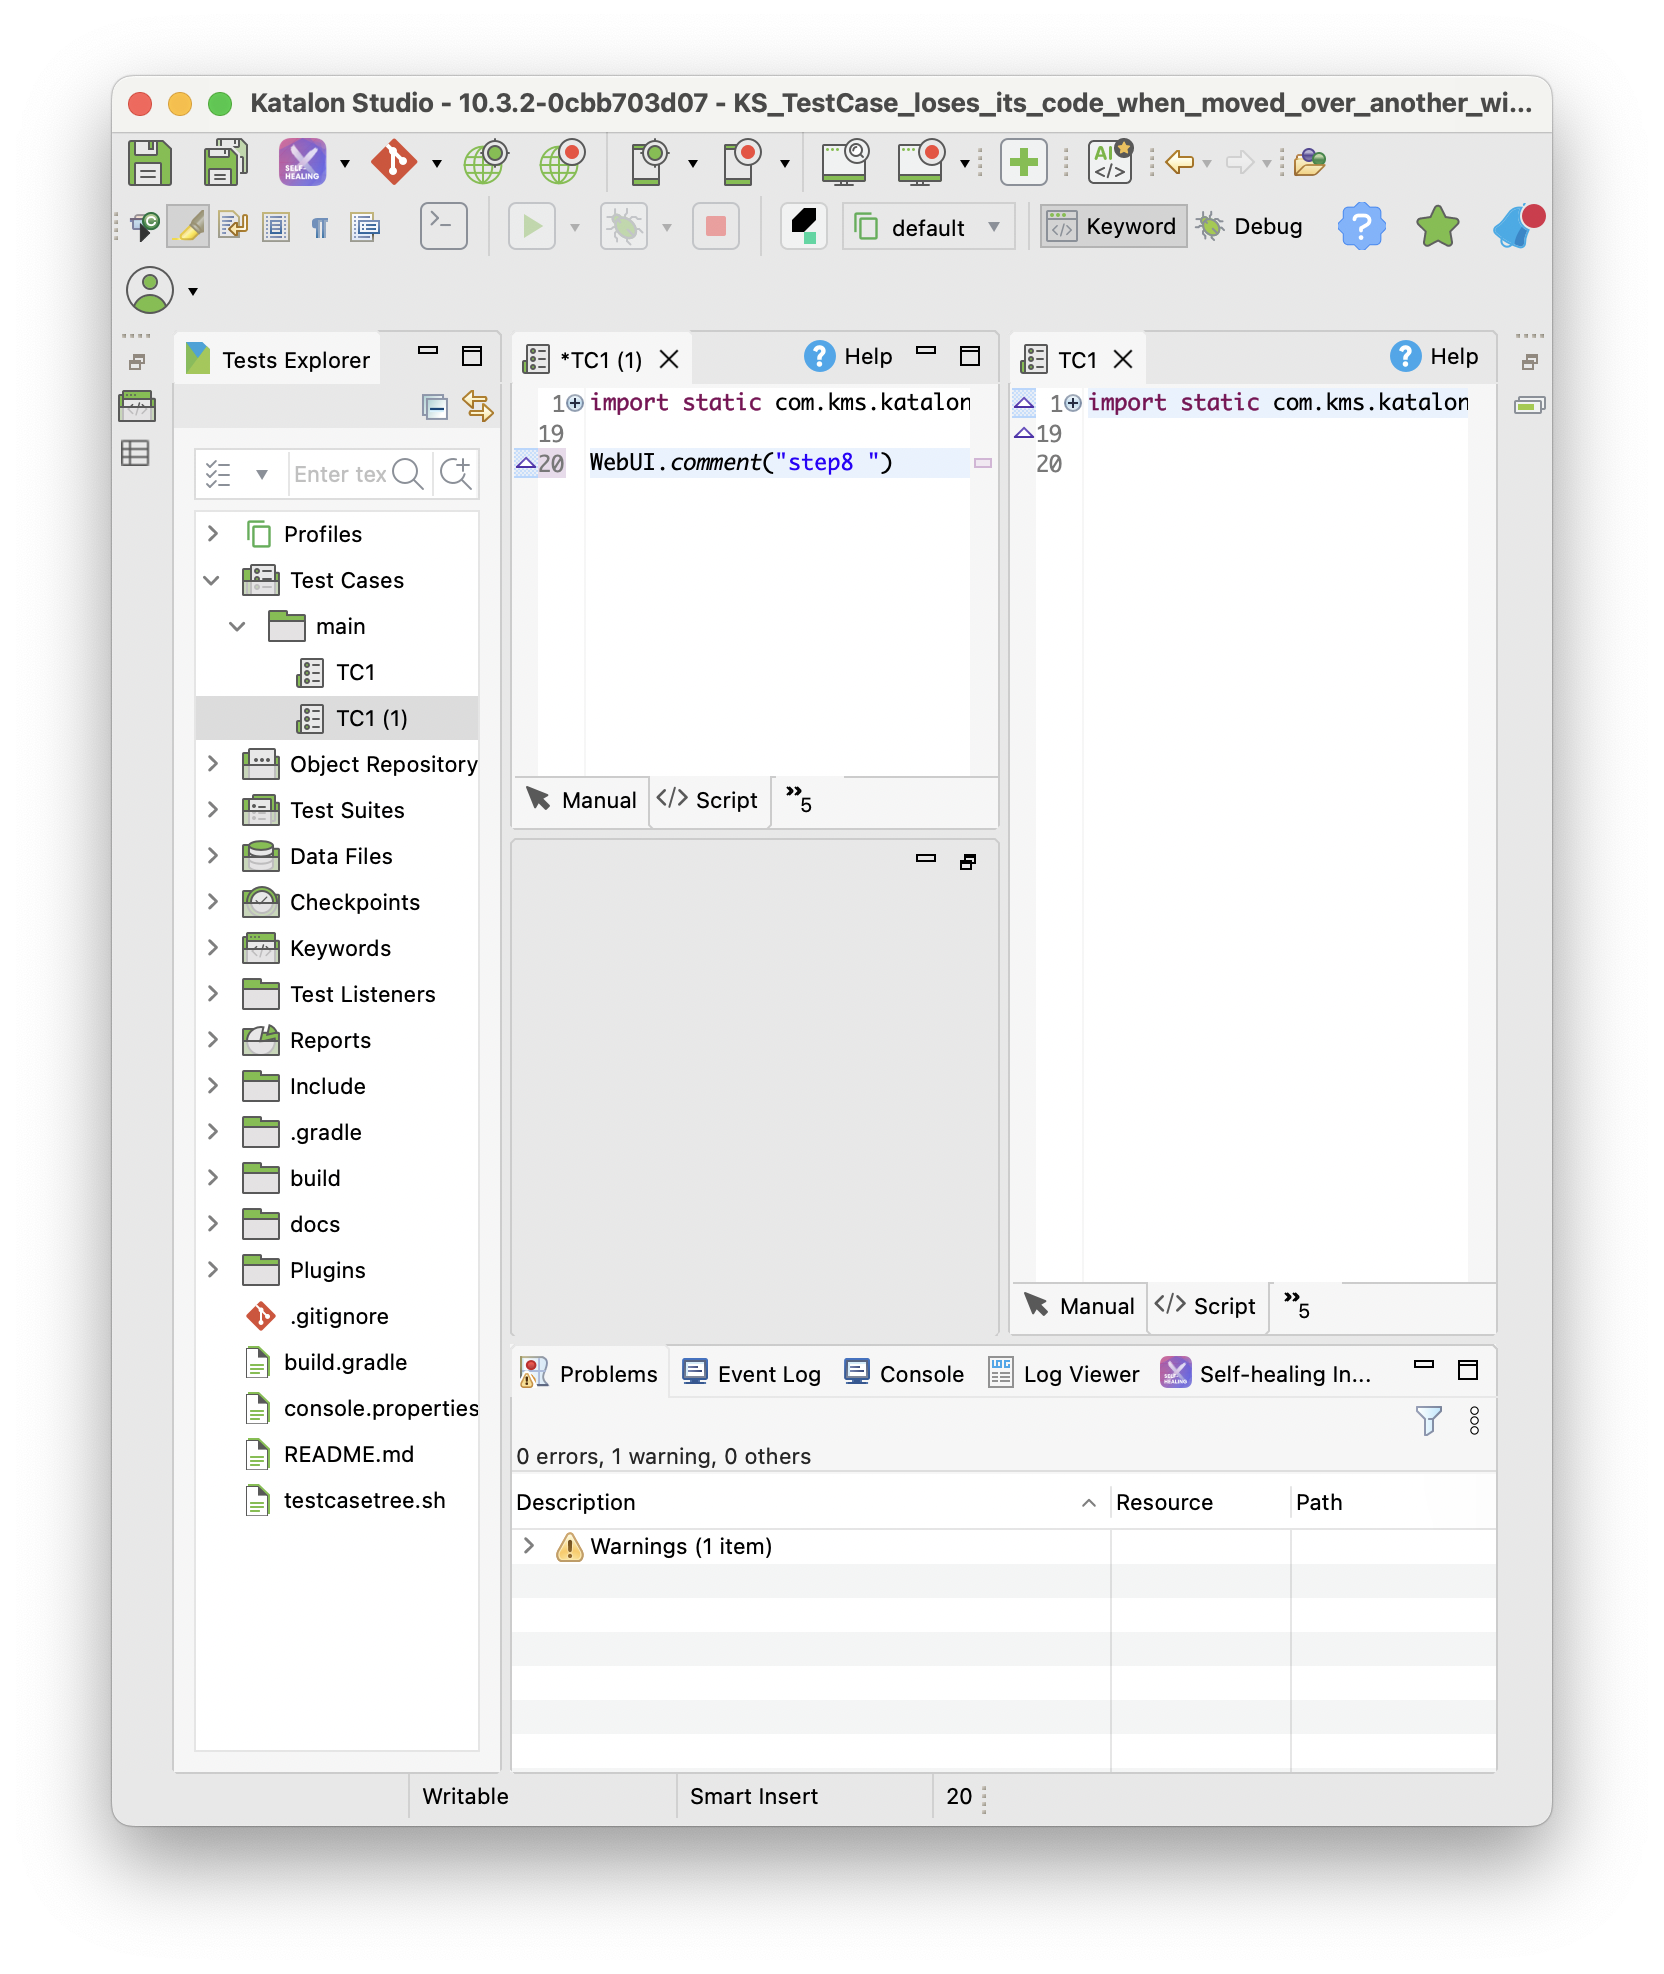 Katalon Studio - 10.3.2-0cbb703d07 - KS_TestCase_loses_its_code_when_moved_over_another_wi...
SELF-HEALING
AI
default
Keyword
Debug
Tests Explorer
Enter tex
Profiles
Test Cases
main
TC1
TC1 (1)
Object Repository
Test Suites
Data Files
Checkpoints
Keywords
Test Listeners
Reports
Include
.gradle
build
docs
Plugins
.gitignore
build.gradle
console.properties
README.md
testcasetree.sh
*TC1 (1)
Help
1 import static com.kms.katalon
19
20 WebUI.comment("step8 ")
Manual
</> Script
»5
TC1
Help
1 import static com.kms.katalon
19
20
Manual
</> Script
»5
Problems
Event Log
Console
Log Viewer
Self-healing In...
0 errors, 1 warning, 0 others
Description Resource Path
Warnings (1 item)
Writable Smart Insert 20